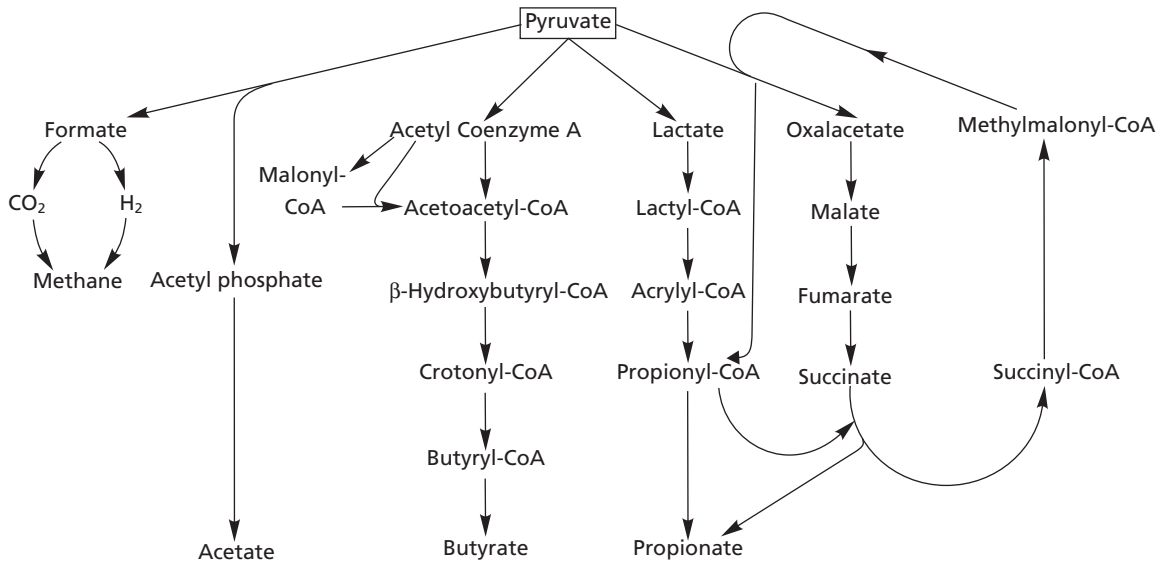 Pyruvate
Formate
Acetyl Coenzyme A
Lactate
Oxalacetate
Methylmalonyl-CoA
Malonyl-
CoA
CO₂
H₂
Acetoacetyl-CoA
Lactyl-CoA
Malate
Methane
Acetyl phosphate
β-Hydroxybutyryl-CoA
Acrylyl-CoA
Fumarate
Crotonyl-CoA
Propionyl-CoA
Succinate
Succinyl-CoA
Butyryl-CoA
Acetate
Butyrate
Propionate